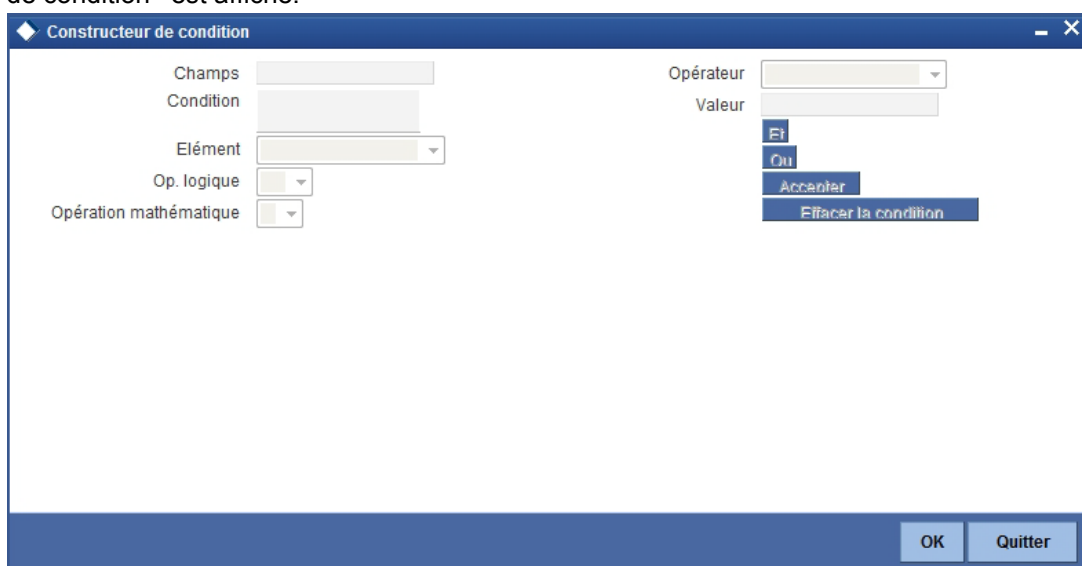 Constructeur de condition
Champs
Opérateur
Condition
Valeur
Et
Elément
Ou
Op. logique
Accepter
Opération mathématique
Effacer la condition
OK
Quitter